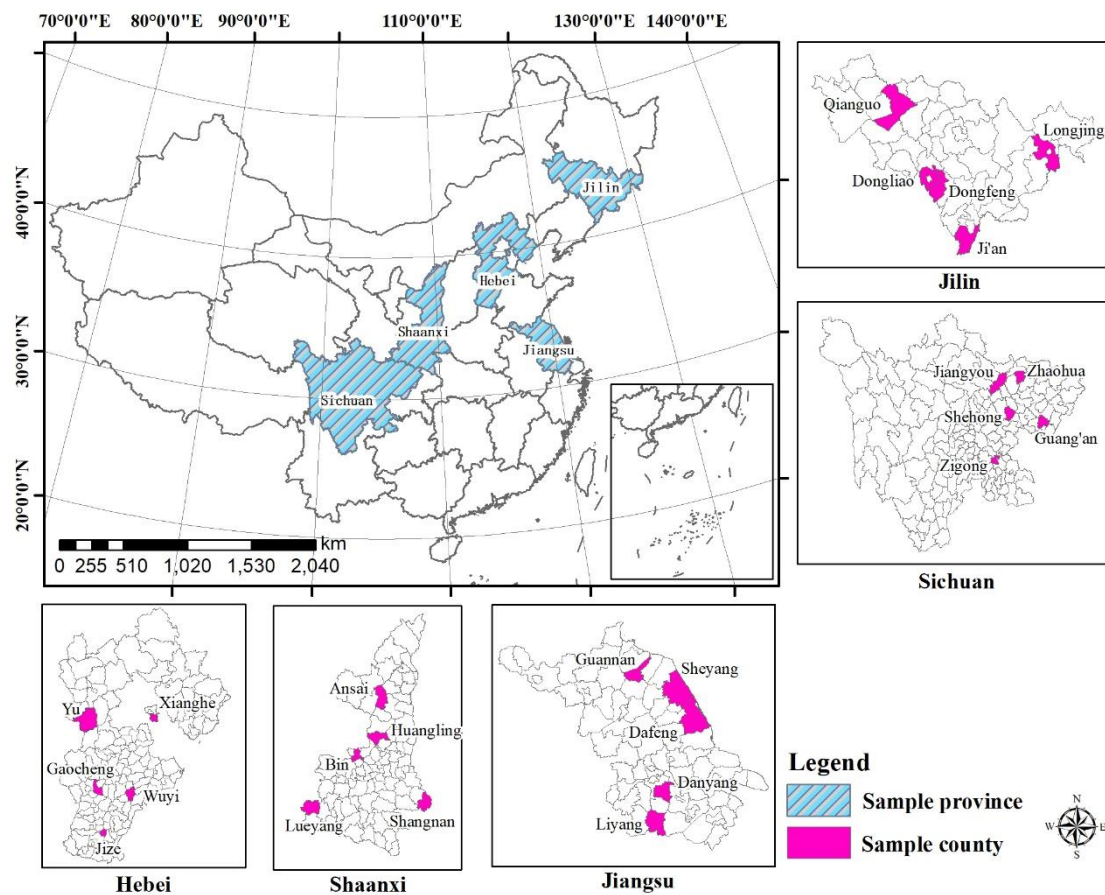 70°0'0"E
80°0'0"E
90°0'0"E
110°0'0"E
130°0'0"E
140°0'0"E
40°0'0"N
30°0'0"N
20°0'0"N
Jilin
Hebei
Shaanxi
Jiangsu
Sichuan
km
0 255 510 1,020 1,530 2,040
Qianguo
Longjing
Dongliao
Dongfeng
Ji'an
Jilin
Jiangyou
Zhaohua
Shehong
Guang'an
Zigong
Sichuan
Yu
Xianghe
Gaocheng
Wuyi
Jize
Hebei
Ansai
Huangling
Bin
Lueyang
Shangnan
Shaanxi
Guannan
Sheyang
Dafeng
Danyang
Liyang
Jiangsu
Legend
Sample province
Sample county
N
W E
S